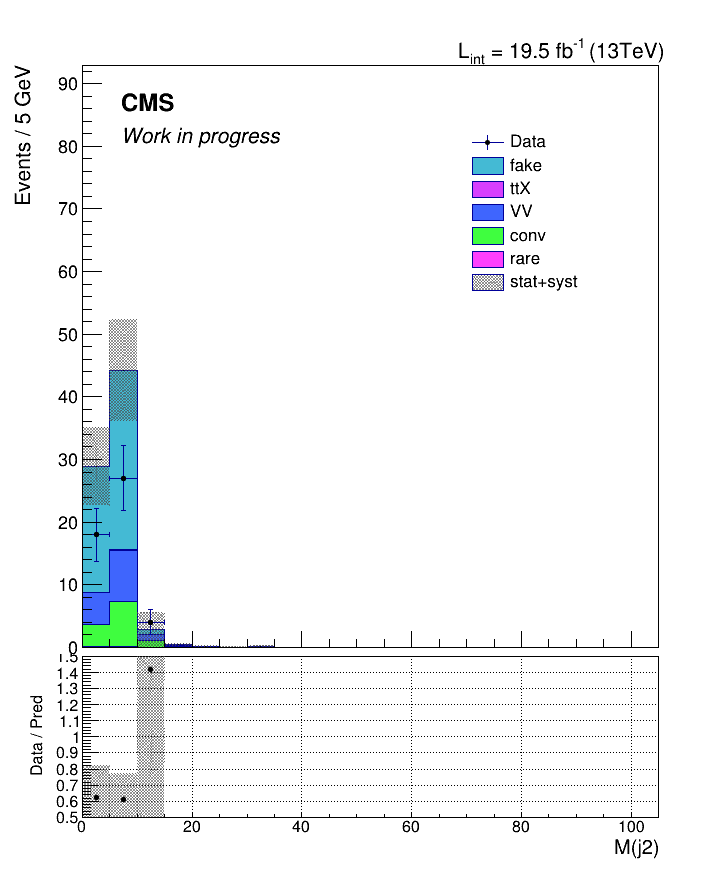 L_int = 19.5 fb^-1 (13TeV)
Events / 5 GeV
90
80
70
60
50
40
30
20
10
0
CMS
Work in progress
Data
fake
ttX
VV
conv
rare
stat+syst
Data / Pred
1.5
1.4
1.3
1.2
1.1
1
0.9
0.8
0.7
0.6
0.5
0 20 40 60 80 100
M(j2)